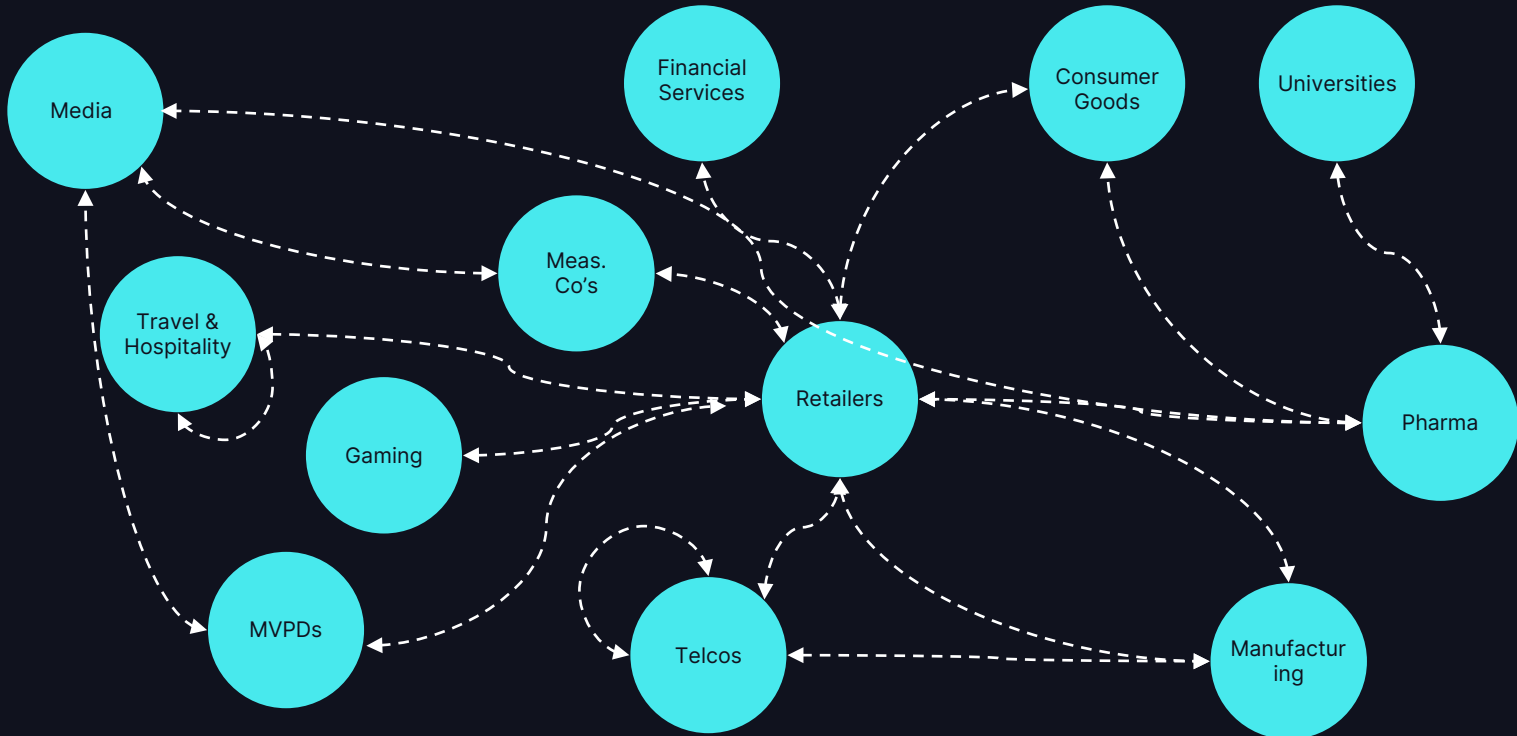 Media
Financial
Services
Consumer
Goods
Universities
Meas.
Co’s
Travel &
Hospitality
Retailers
Gaming
Pharma
MVPDs
Telcos
Manufactur
ing